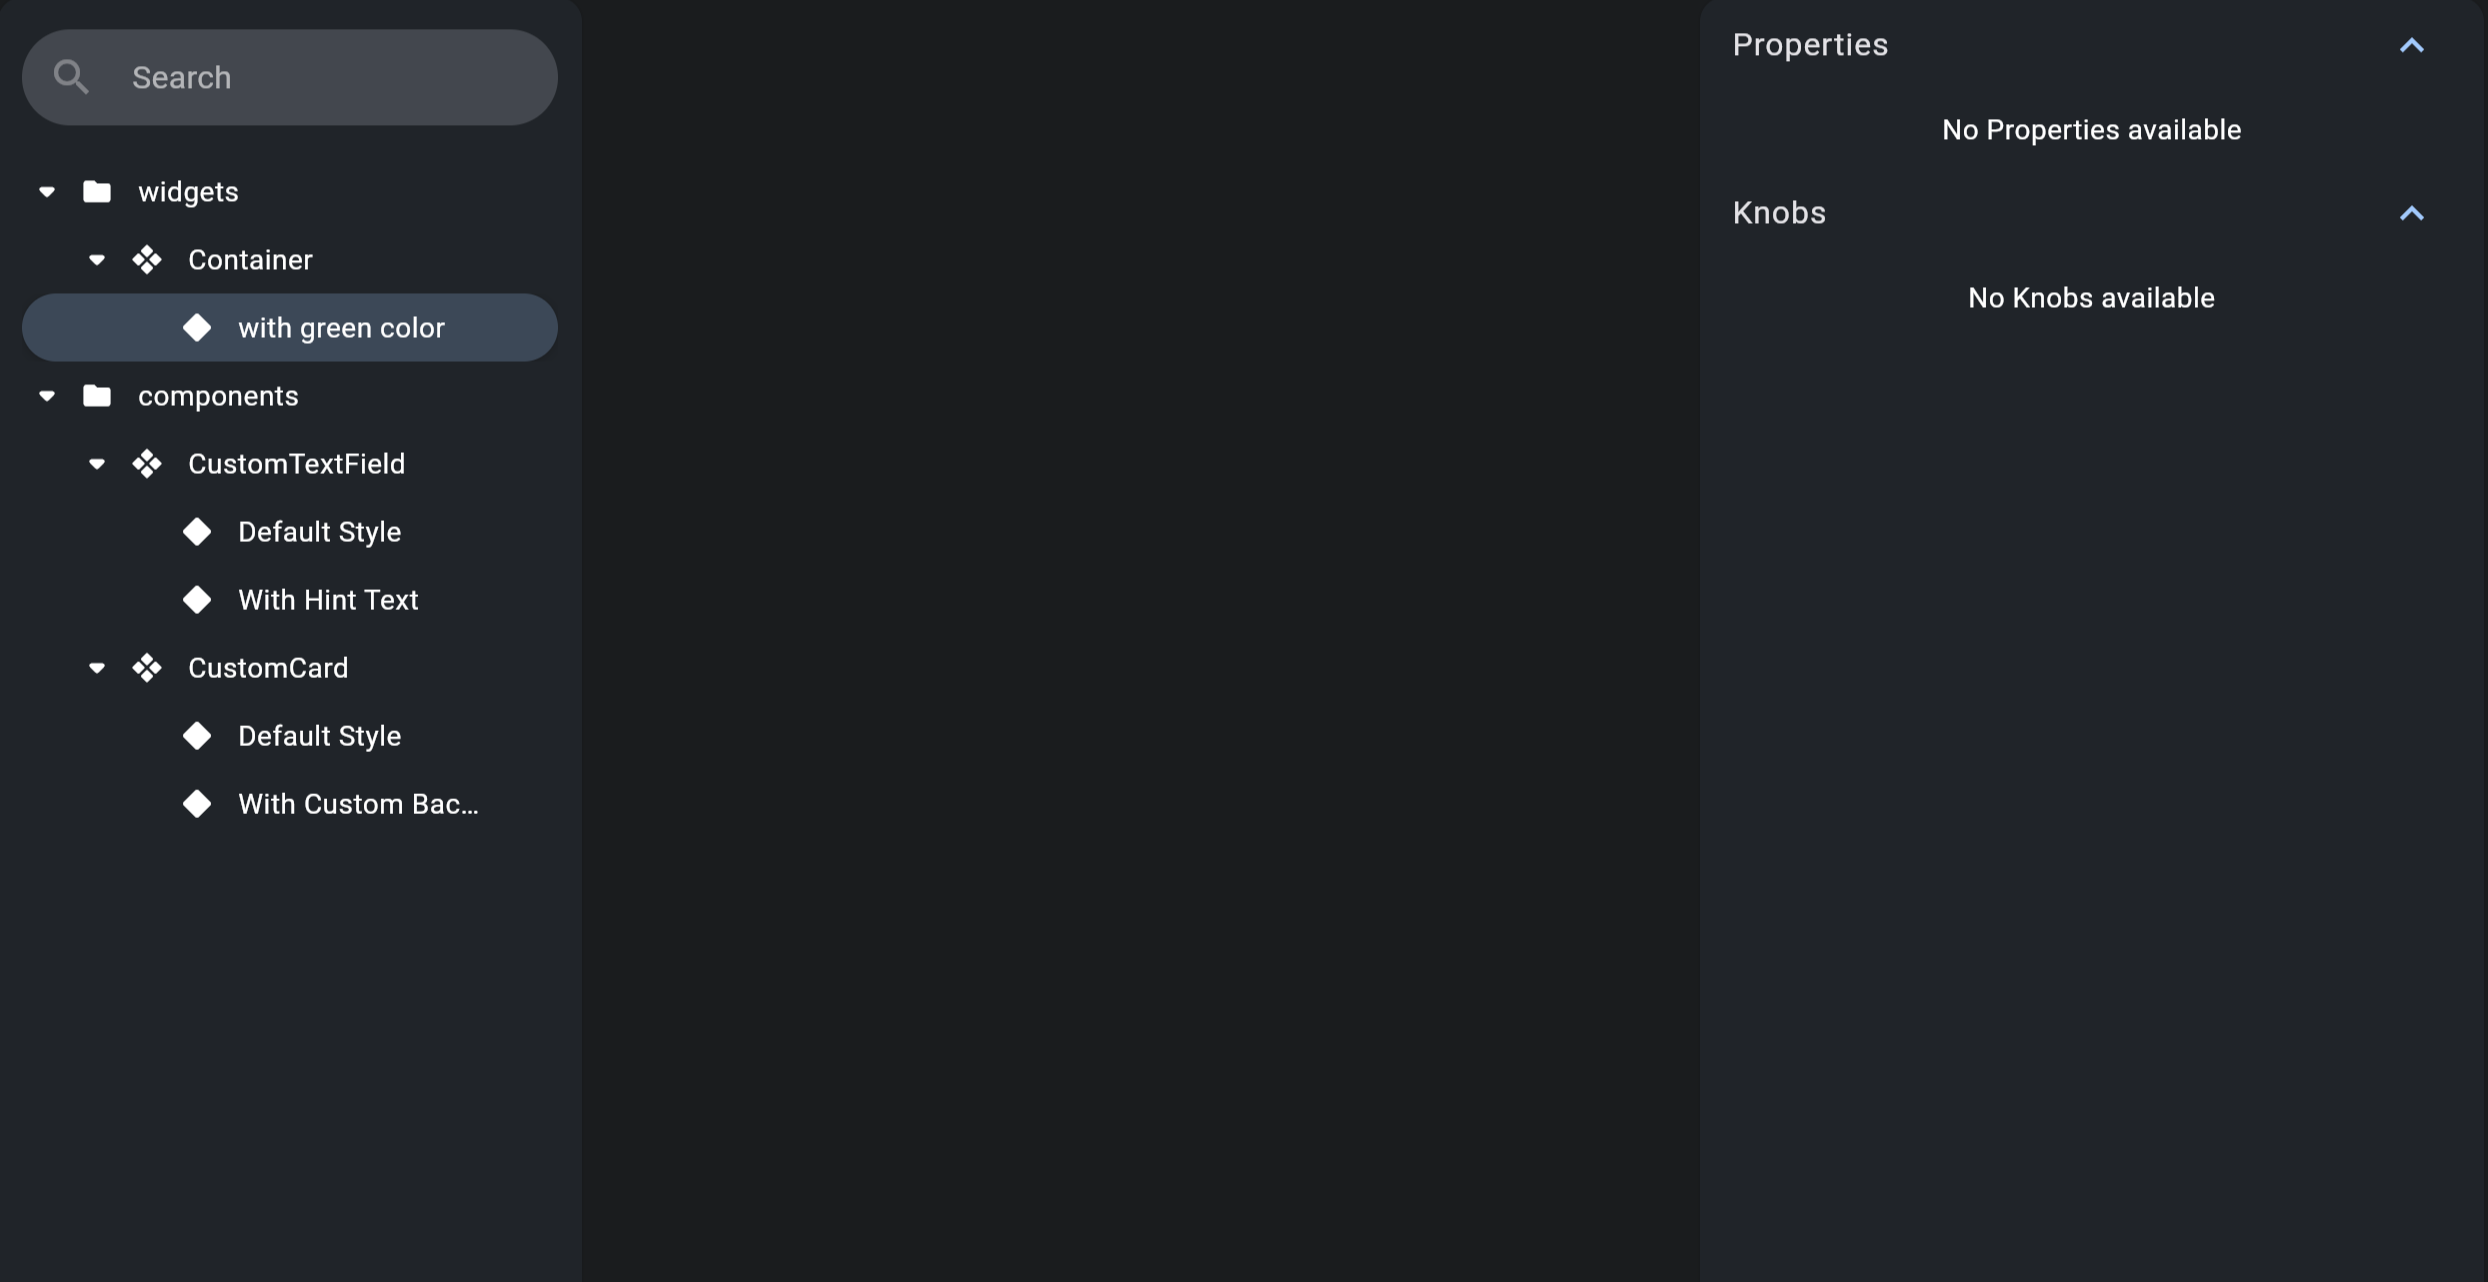 Search
widgets
Container
with green color
components
CustomTextField
Default Style
With Hint Text
CustomCard
Default Style
With Custom Bac...
Properties
No Properties available
Knobs
No Knobs available